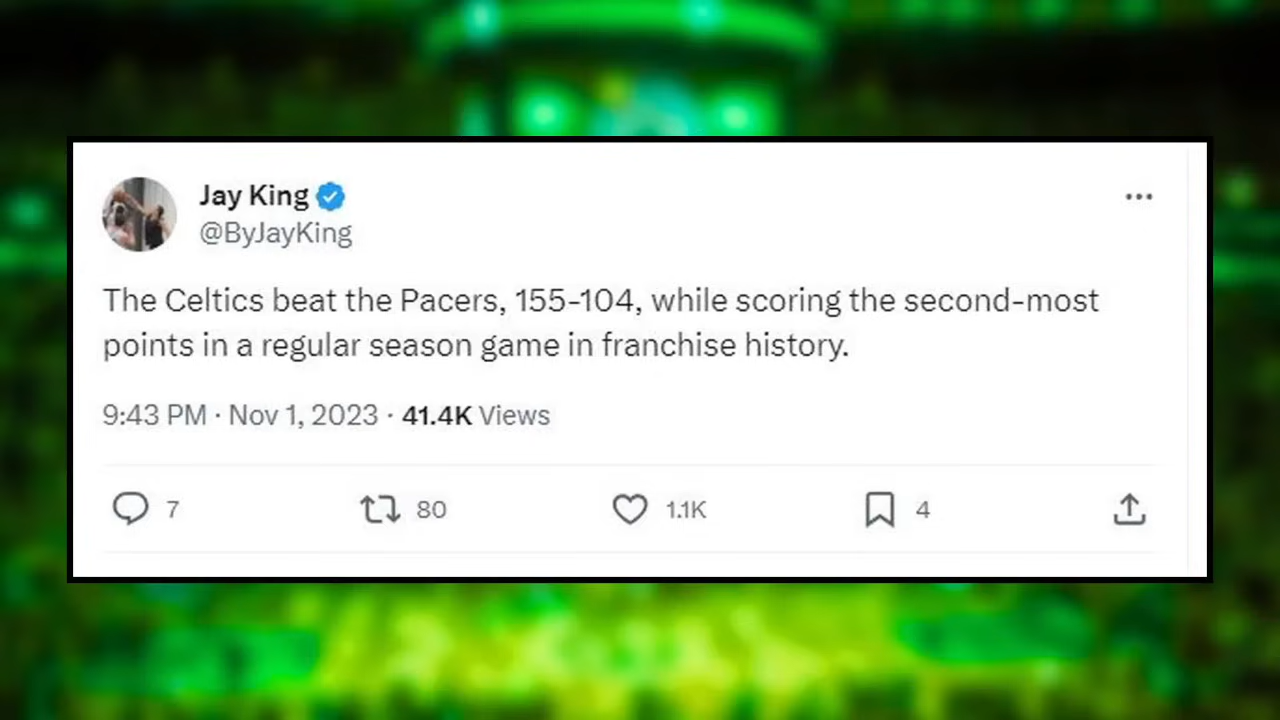 Jay King
@ByJayKing
The Celtics beat the Pacers, 155-104, while scoring the second-most
points in a regular season game in franchise history.
9:43 PM · Nov 1, 2023 · 41.4K Views
7 80 1.1K 4